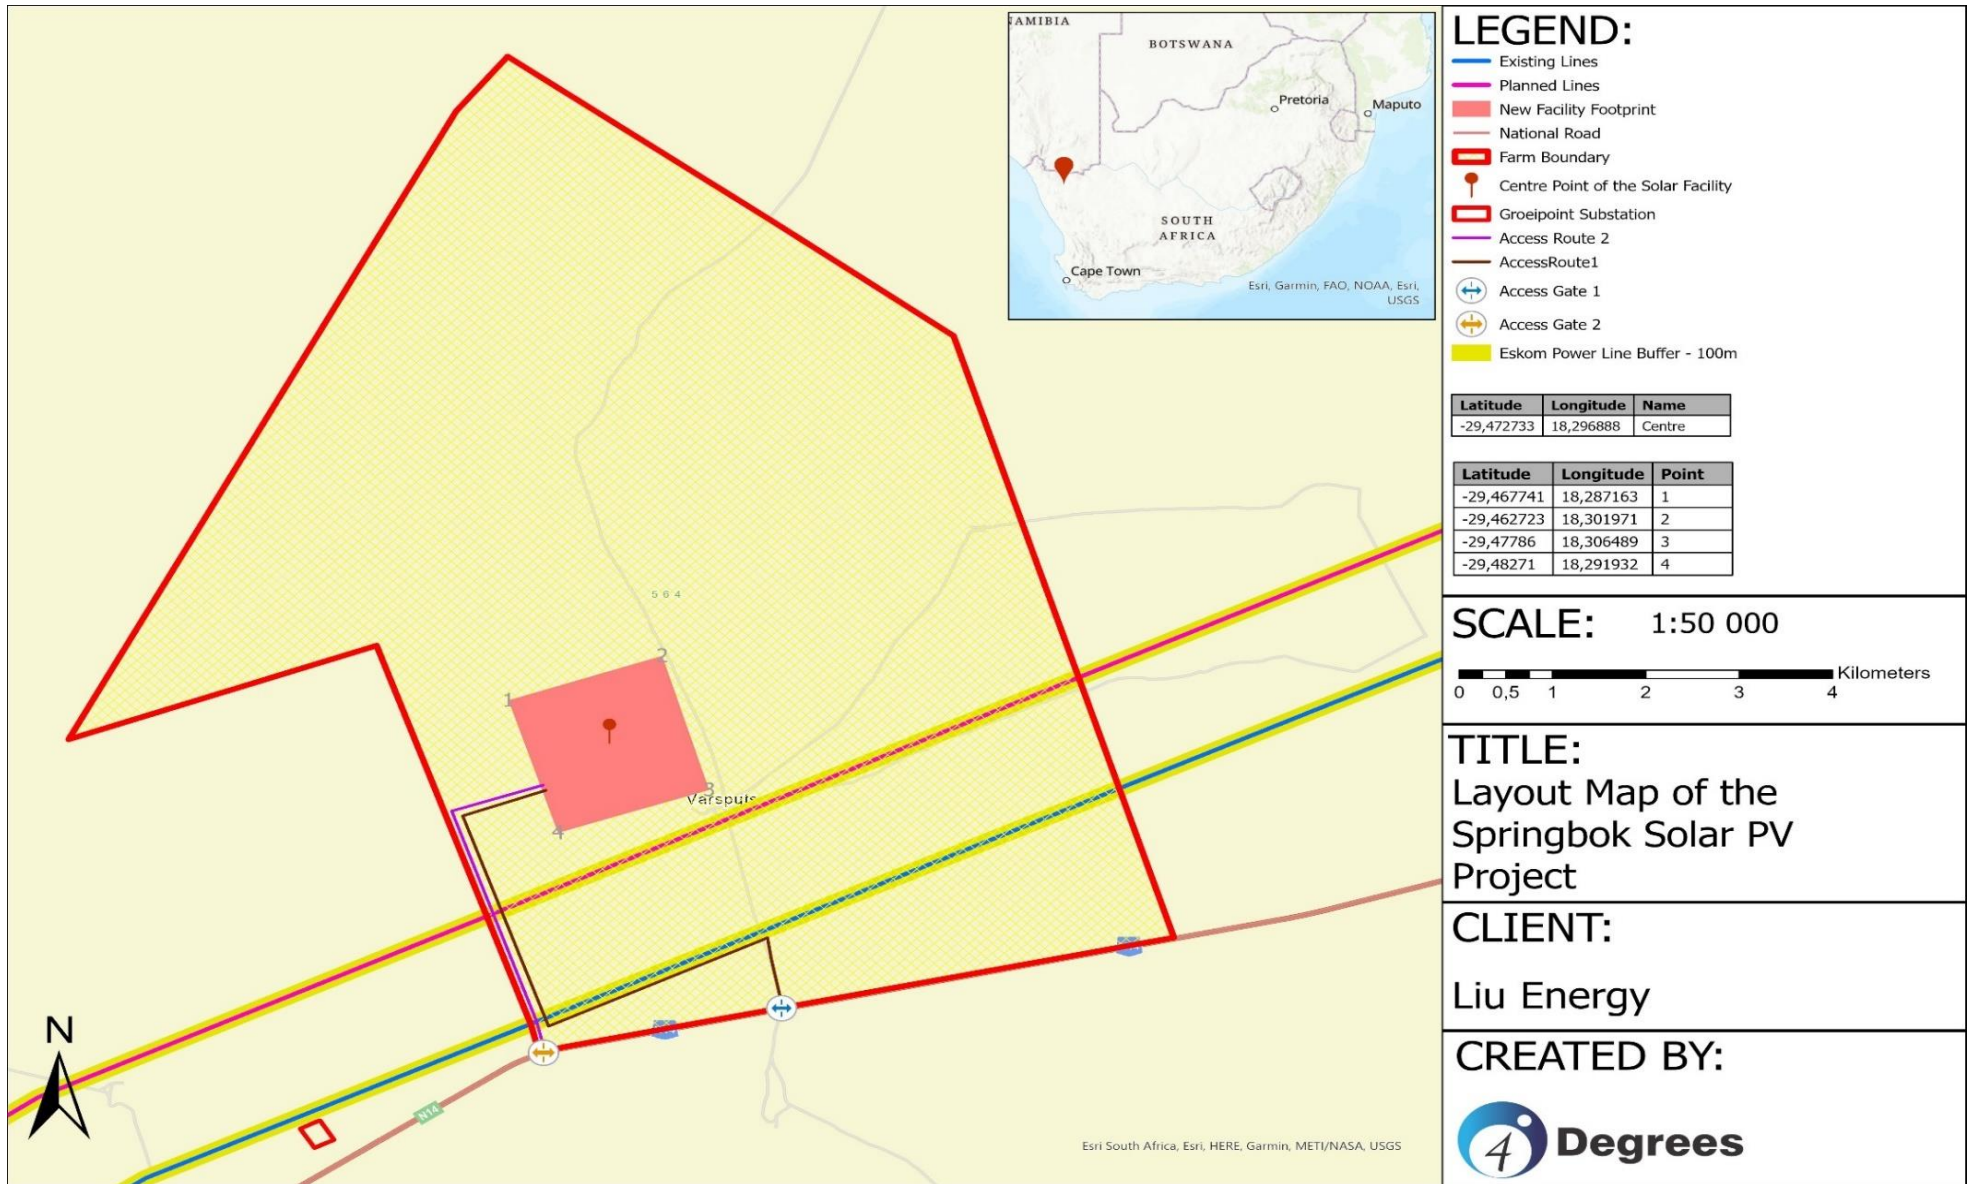 NAMIBIA
BOTSWANA
Pretoria
Maputo
SOUTH
AFRICA
Cape Town
Esri, Garmin, FAO, NOAA, Esri,
USGS
564
1
2
3
4
Varsputs
N14
N
Esri South Africa, Esri, HERE, Garmin, METI/NASA, USGS
LEGEND:
Existing Lines
Planned Lines
New Facility Footprint
National Road
Farm Boundary
Centre Point of the Solar Facility
Groeipoint Substation
Access Route 2
AccessRoute1
Access Gate 1
Access Gate 2
Eskom Power Line Buffer - 100m
Latitude Longitude Name
-29,472733 18,296888 Centre
Latitude Longitude Point
-29,467741 18,287163 1
-29,462723 18,301971 2
-29,47786 18,306489 3
-29,48271 18,291932 4
SCALE: 1:50 000
Kilometers
0 0,5 1 2 3 4
TITLE:
Layout Map of the
Springbok Solar PV
Project
CLIENT:
Liu Energy
CREATED BY:
4 Degrees